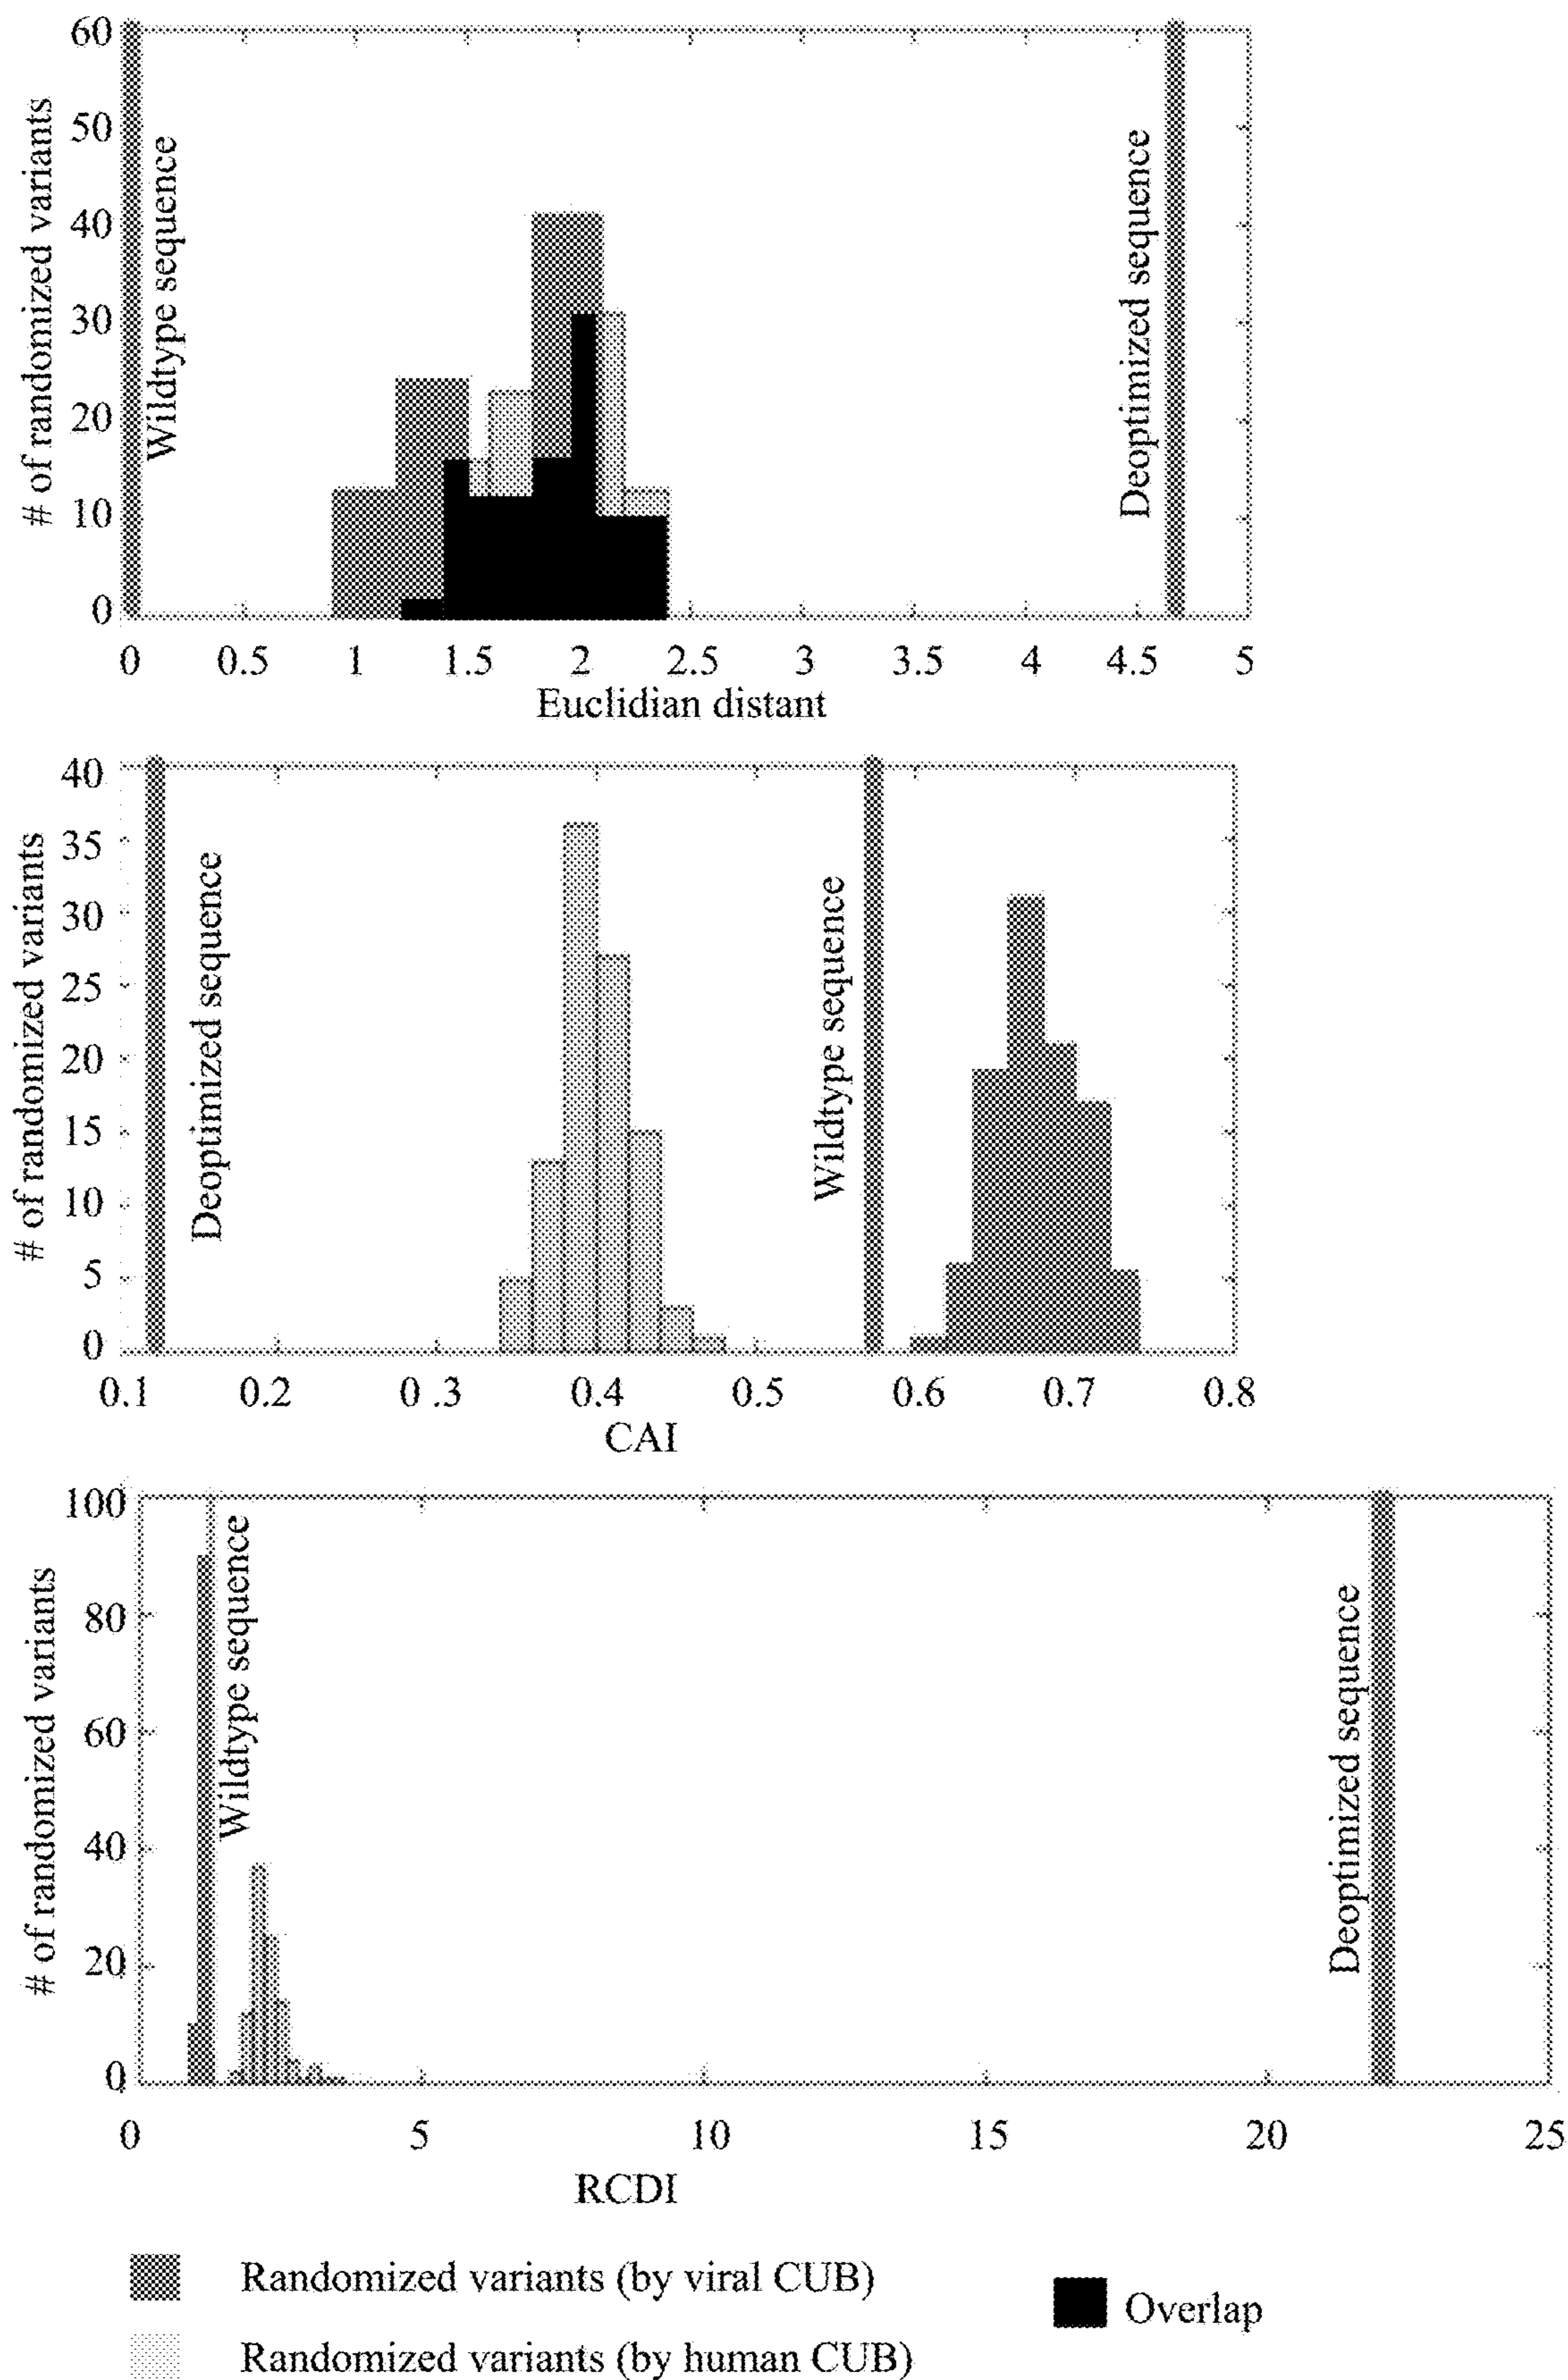 60
50
40
30
20
10
0
# of randomized variants
Wildtype sequence
Deoptimized sequence
0 0.5 1 1.5 2 2.5 3 3.5 4 4.5 5
Euclidian distant
40
35
30
25
20
15
10
5
0
# of randomized variants
Deoptimized sequence
Wildtype sequence
0.1 0.2 0.3 0.4 0.5 0.6 0.7 0.8
CAI
100
80
60
40
20
0
# of randomized variants
Wildtype sequence
Deoptimized sequence
0 5 10 15 20 25
RCDI
Randomized variants (by viral CUB)
Overlap
Randomized variants (by human CUB)